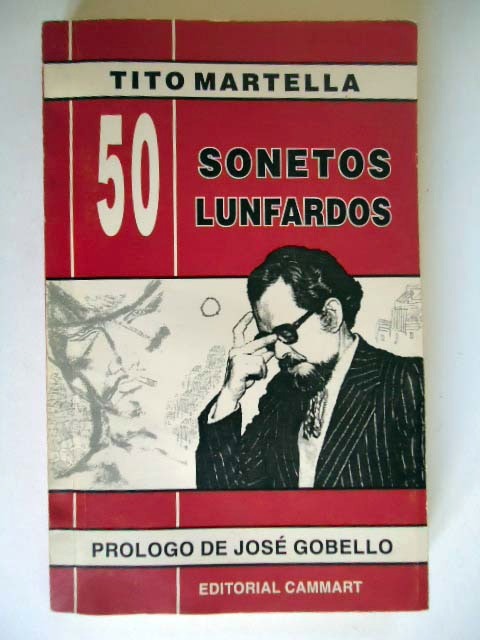 TITO MARTELLA
50
SONETOS
LUNFARDOS
PROLOGO DE JOSÉ GOBELLO
EDITORIAL CAMMART